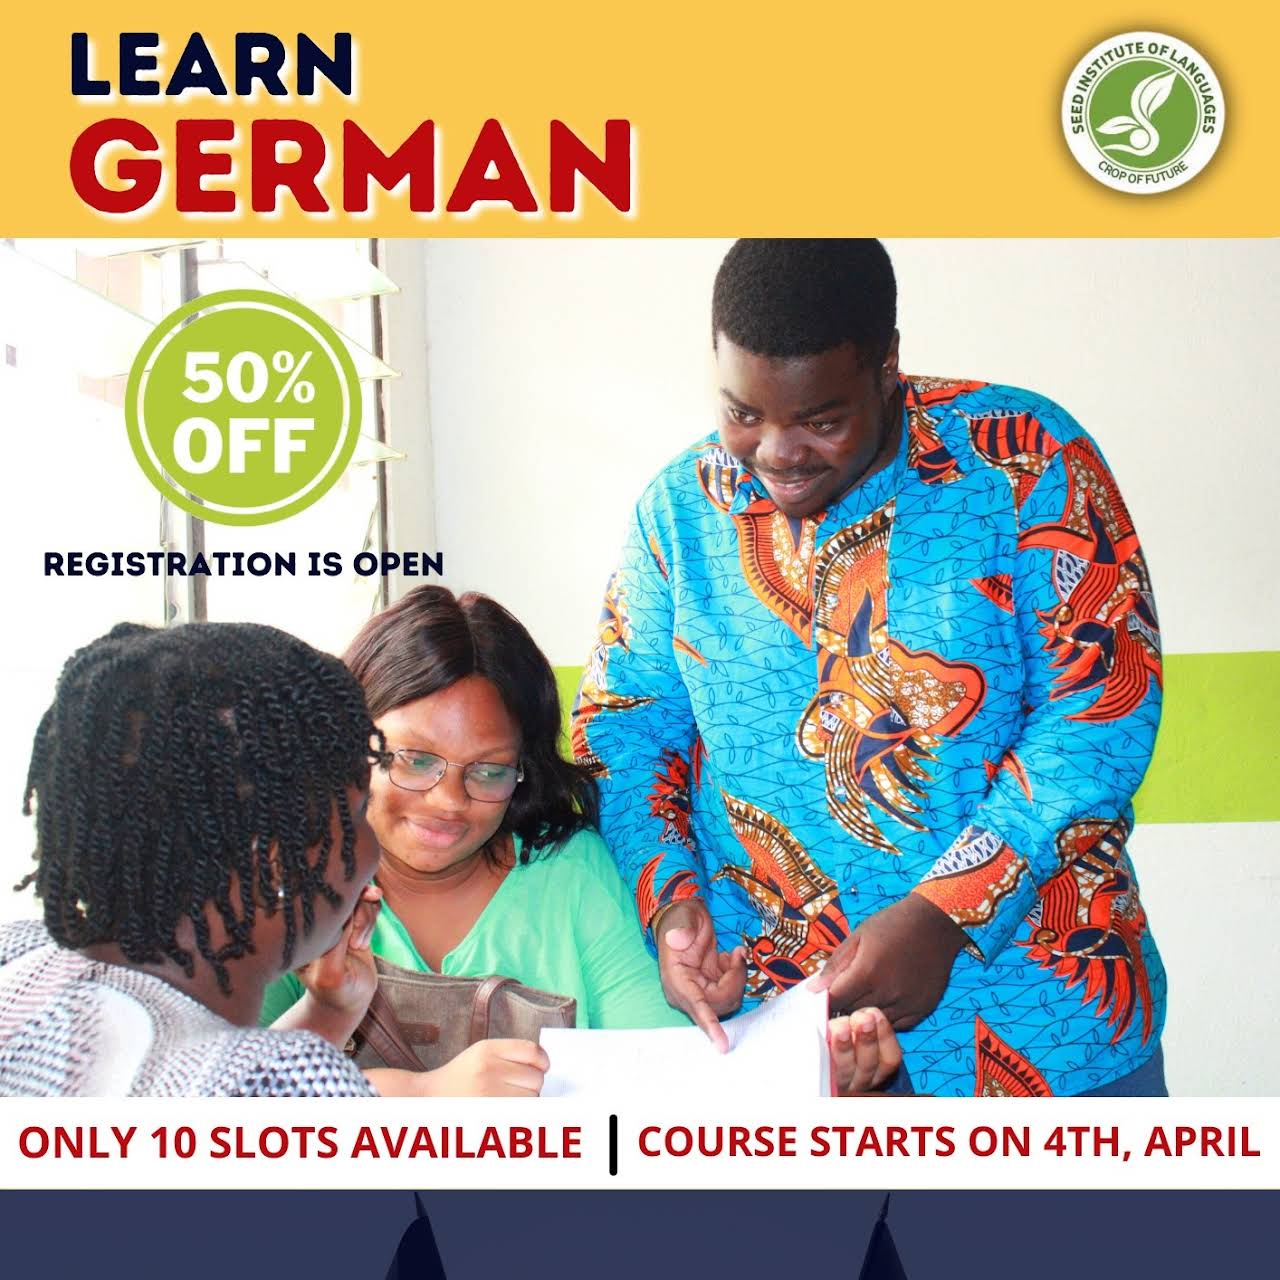 LEARN
GERMAN
SEED INSTITUTE OF LANGUAGES
CROP OF FUTURE
50%
OFF
REGISTRATION IS OPEN
ONLY 10 SLOTS AVAILABLE | COURSE STARTS ON 4TH, APRIL